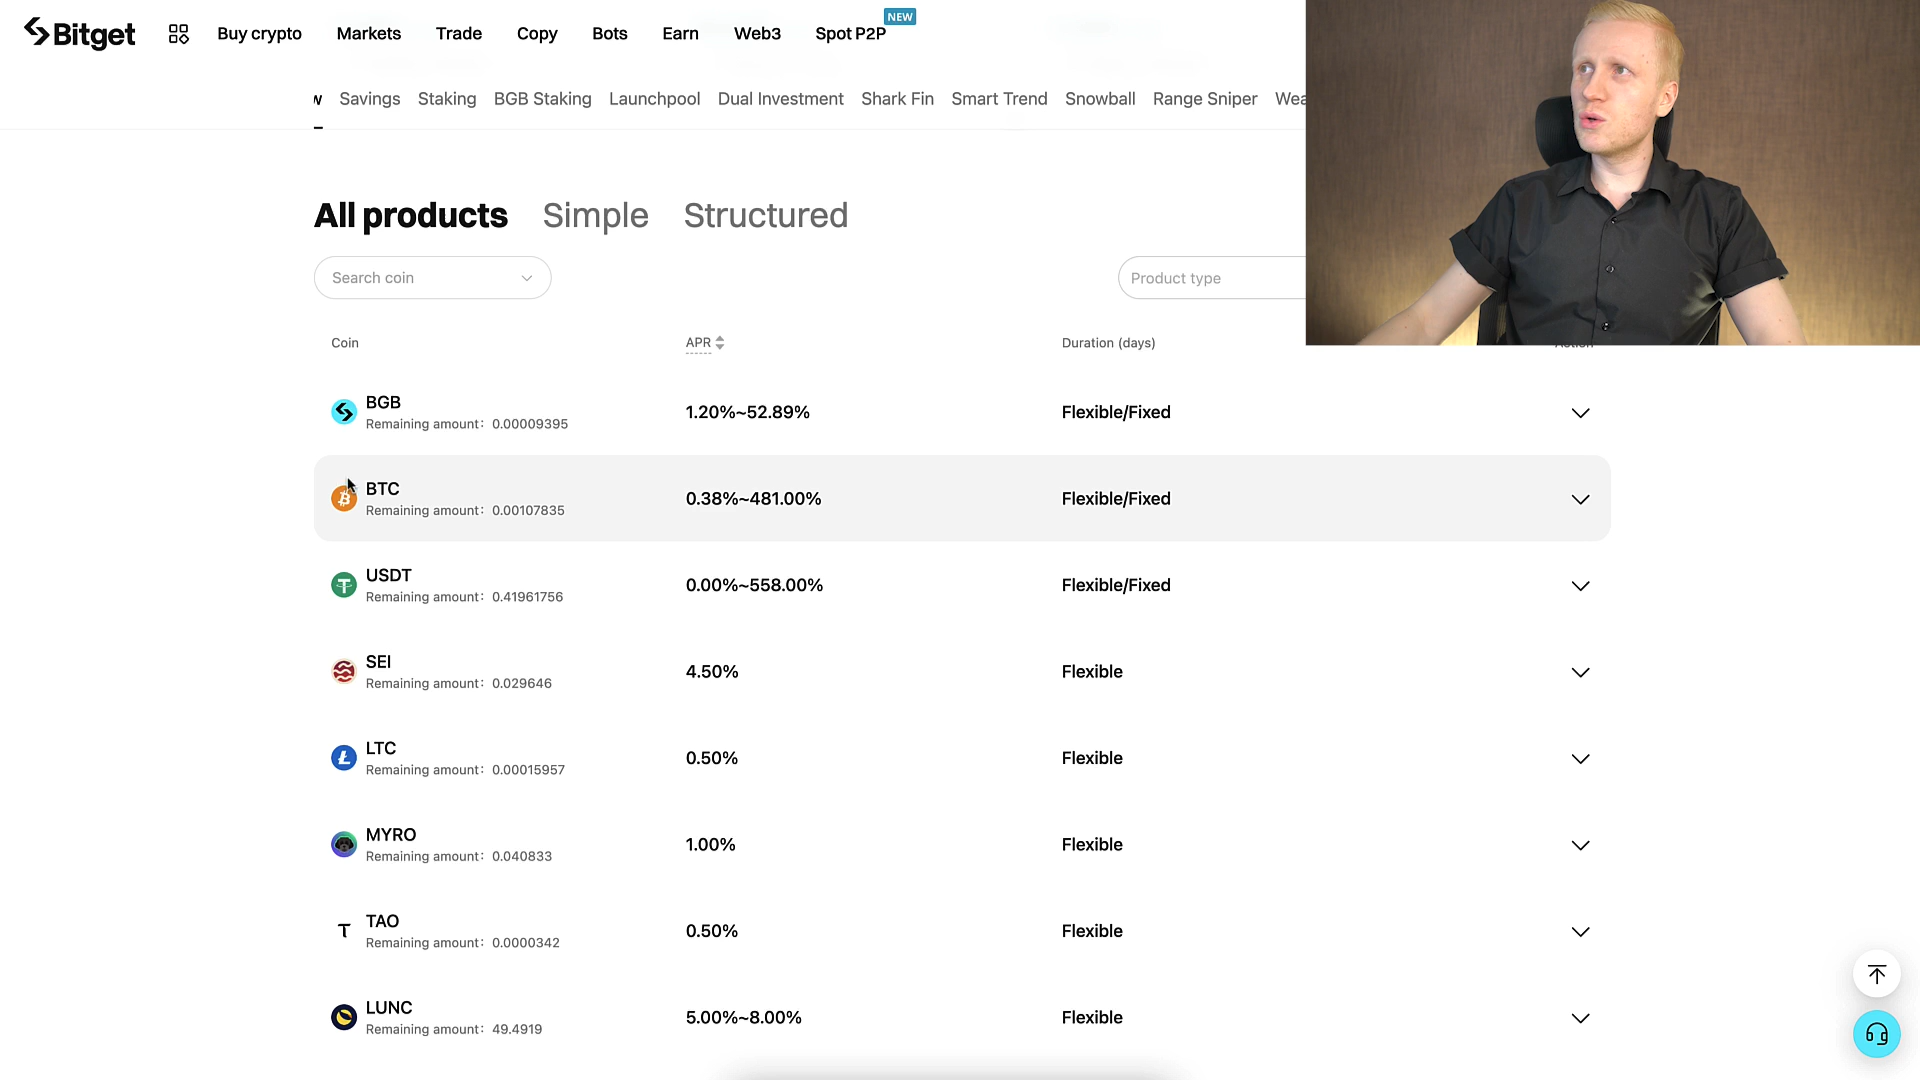 Bitget
Buy crypto Markets Trade Copy Bots Earn Web3 Spot P2P NEW
w Savings Staking BGB Staking Launchpool Dual Investment Shark Fin Smart Trend Snowball Range Sniper Wea
All products Simple Structured
Search coin
Product type
Coin APR Duration (days)
BGB
Remaining amount: 0.00009395
1.20%~52.89% Flexible/Fixed
BTC
Remaining amount: 0.00107835
0.38%~481.00% Flexible/Fixed
USDT
Remaining amount: 0.41961756
0.00%~558.00% Flexible/Fixed
SEI
Remaining amount: 0.029646
4.50% Flexible
LTC
Remaining amount: 0.00015957
0.50% Flexible
MYRO
Remaining amount: 0.040833
1.00% Flexible
TAO
Remaining amount: 0.0000342
0.50% Flexible
LUNC
Remaining amount: 49.4919
5.00%~8.00% Flexible